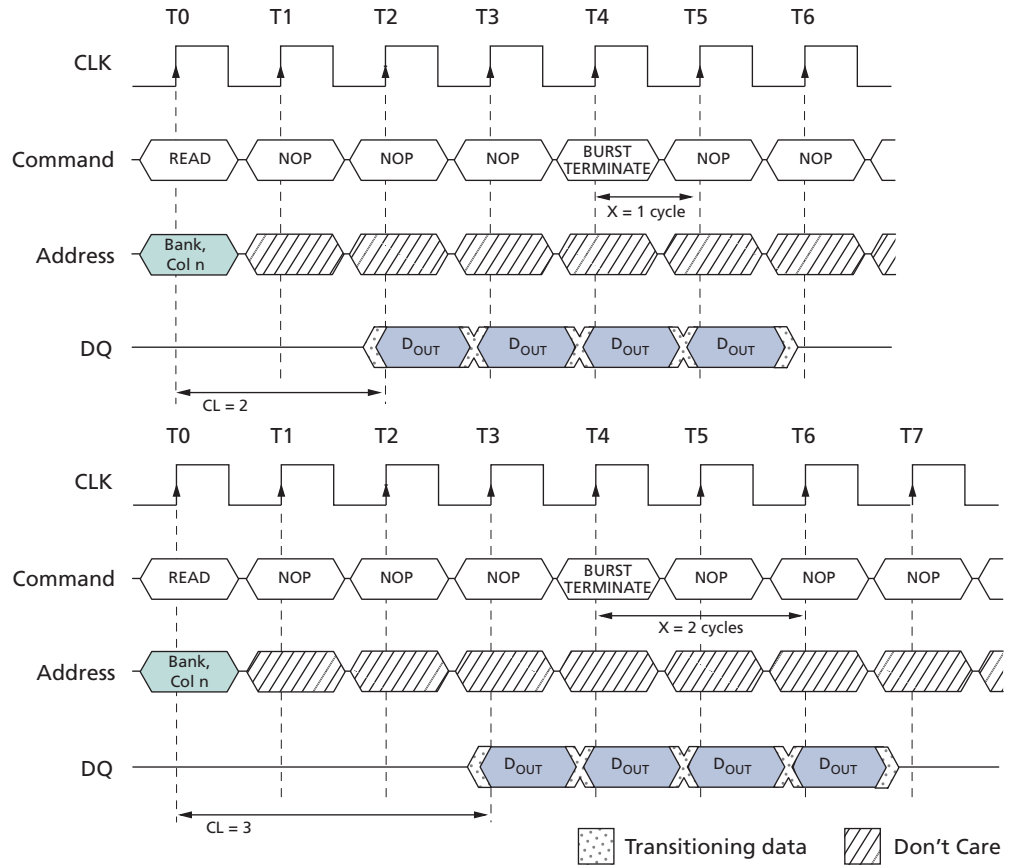 T0 T1 T2 T3 T4 T5 T6
CLK
Command READ NOP NOP NOP BURST TERMINATE NOP NOP
X = 1 cycle
Address Bank, Col n
DQ DOUT DOUT DOUT DOUT
CL = 2
T0 T1 T2 T3 T4 T5 T6 T7
CLK
Command READ NOP NOP NOP BURST TERMINATE NOP NOP NOP
X = 2 cycles
Address Bank, Col n
DQ DOUT DOUT DOUT DOUT
CL = 3
Transitioning data Don't Care